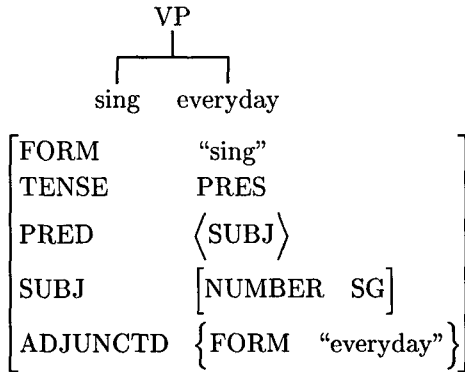 VP
sing everyday
FORM “sing”
TENSE PRES
PRED ⟨SUBJ⟩
SUBJ [NUMBER SG]
ADJUNCTD {FORM “everyday”}